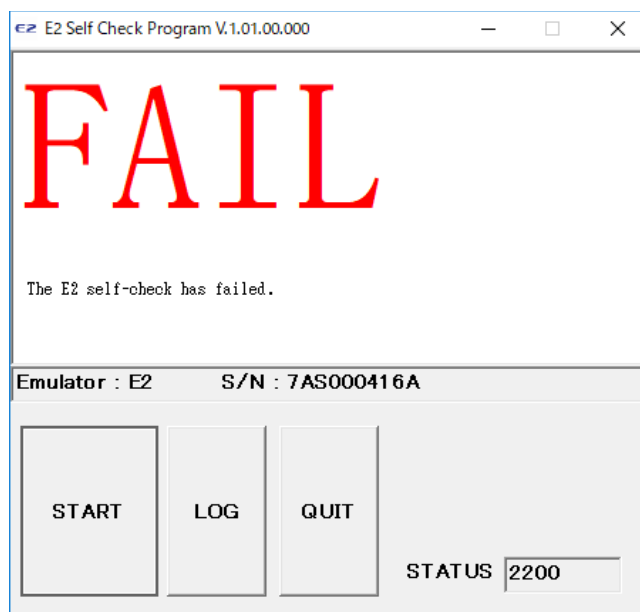 E2 E2 Self Check Program V.1.01.00.000
FAIL
The E2 self-check has failed.
Emulator : E2 S/N : 7AS000416A
START LOG QUIT
STATUS 2200